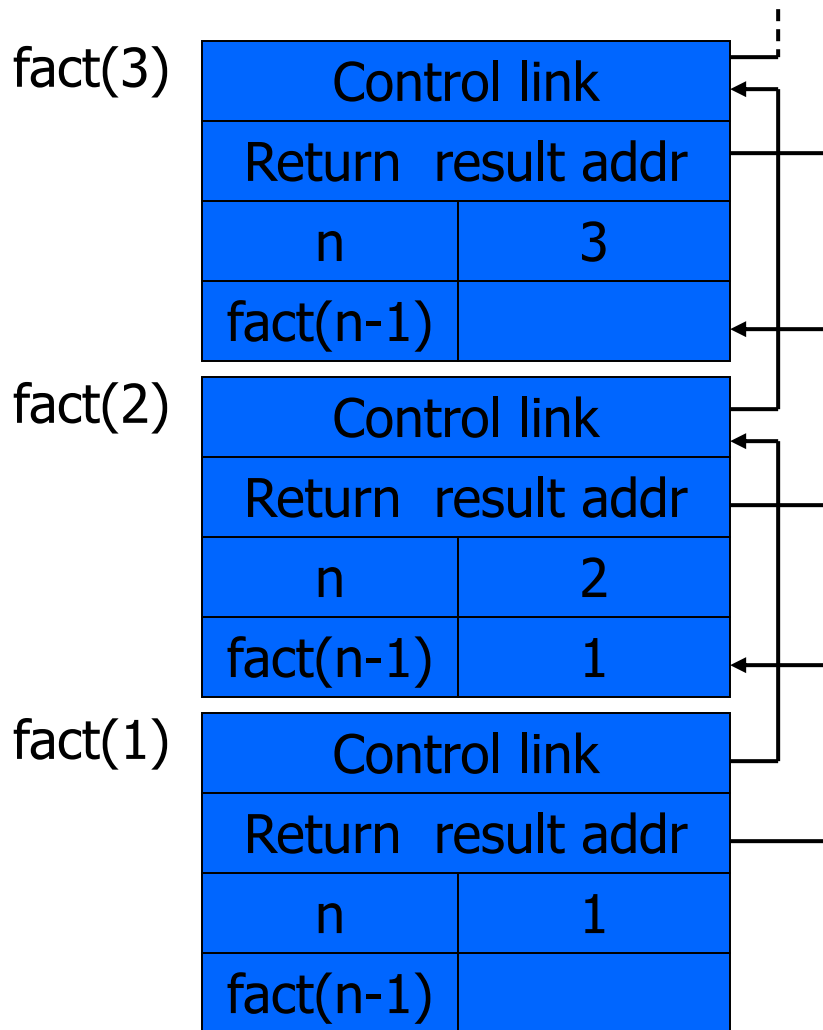 fact(3)
Control link
Return result addr
n 3
fact(n-1)
fact(2)
Control link
Return result addr
n 2
fact(n-1) 1
fact(1)
Control link
Return result addr
n 1
fact(n-1)